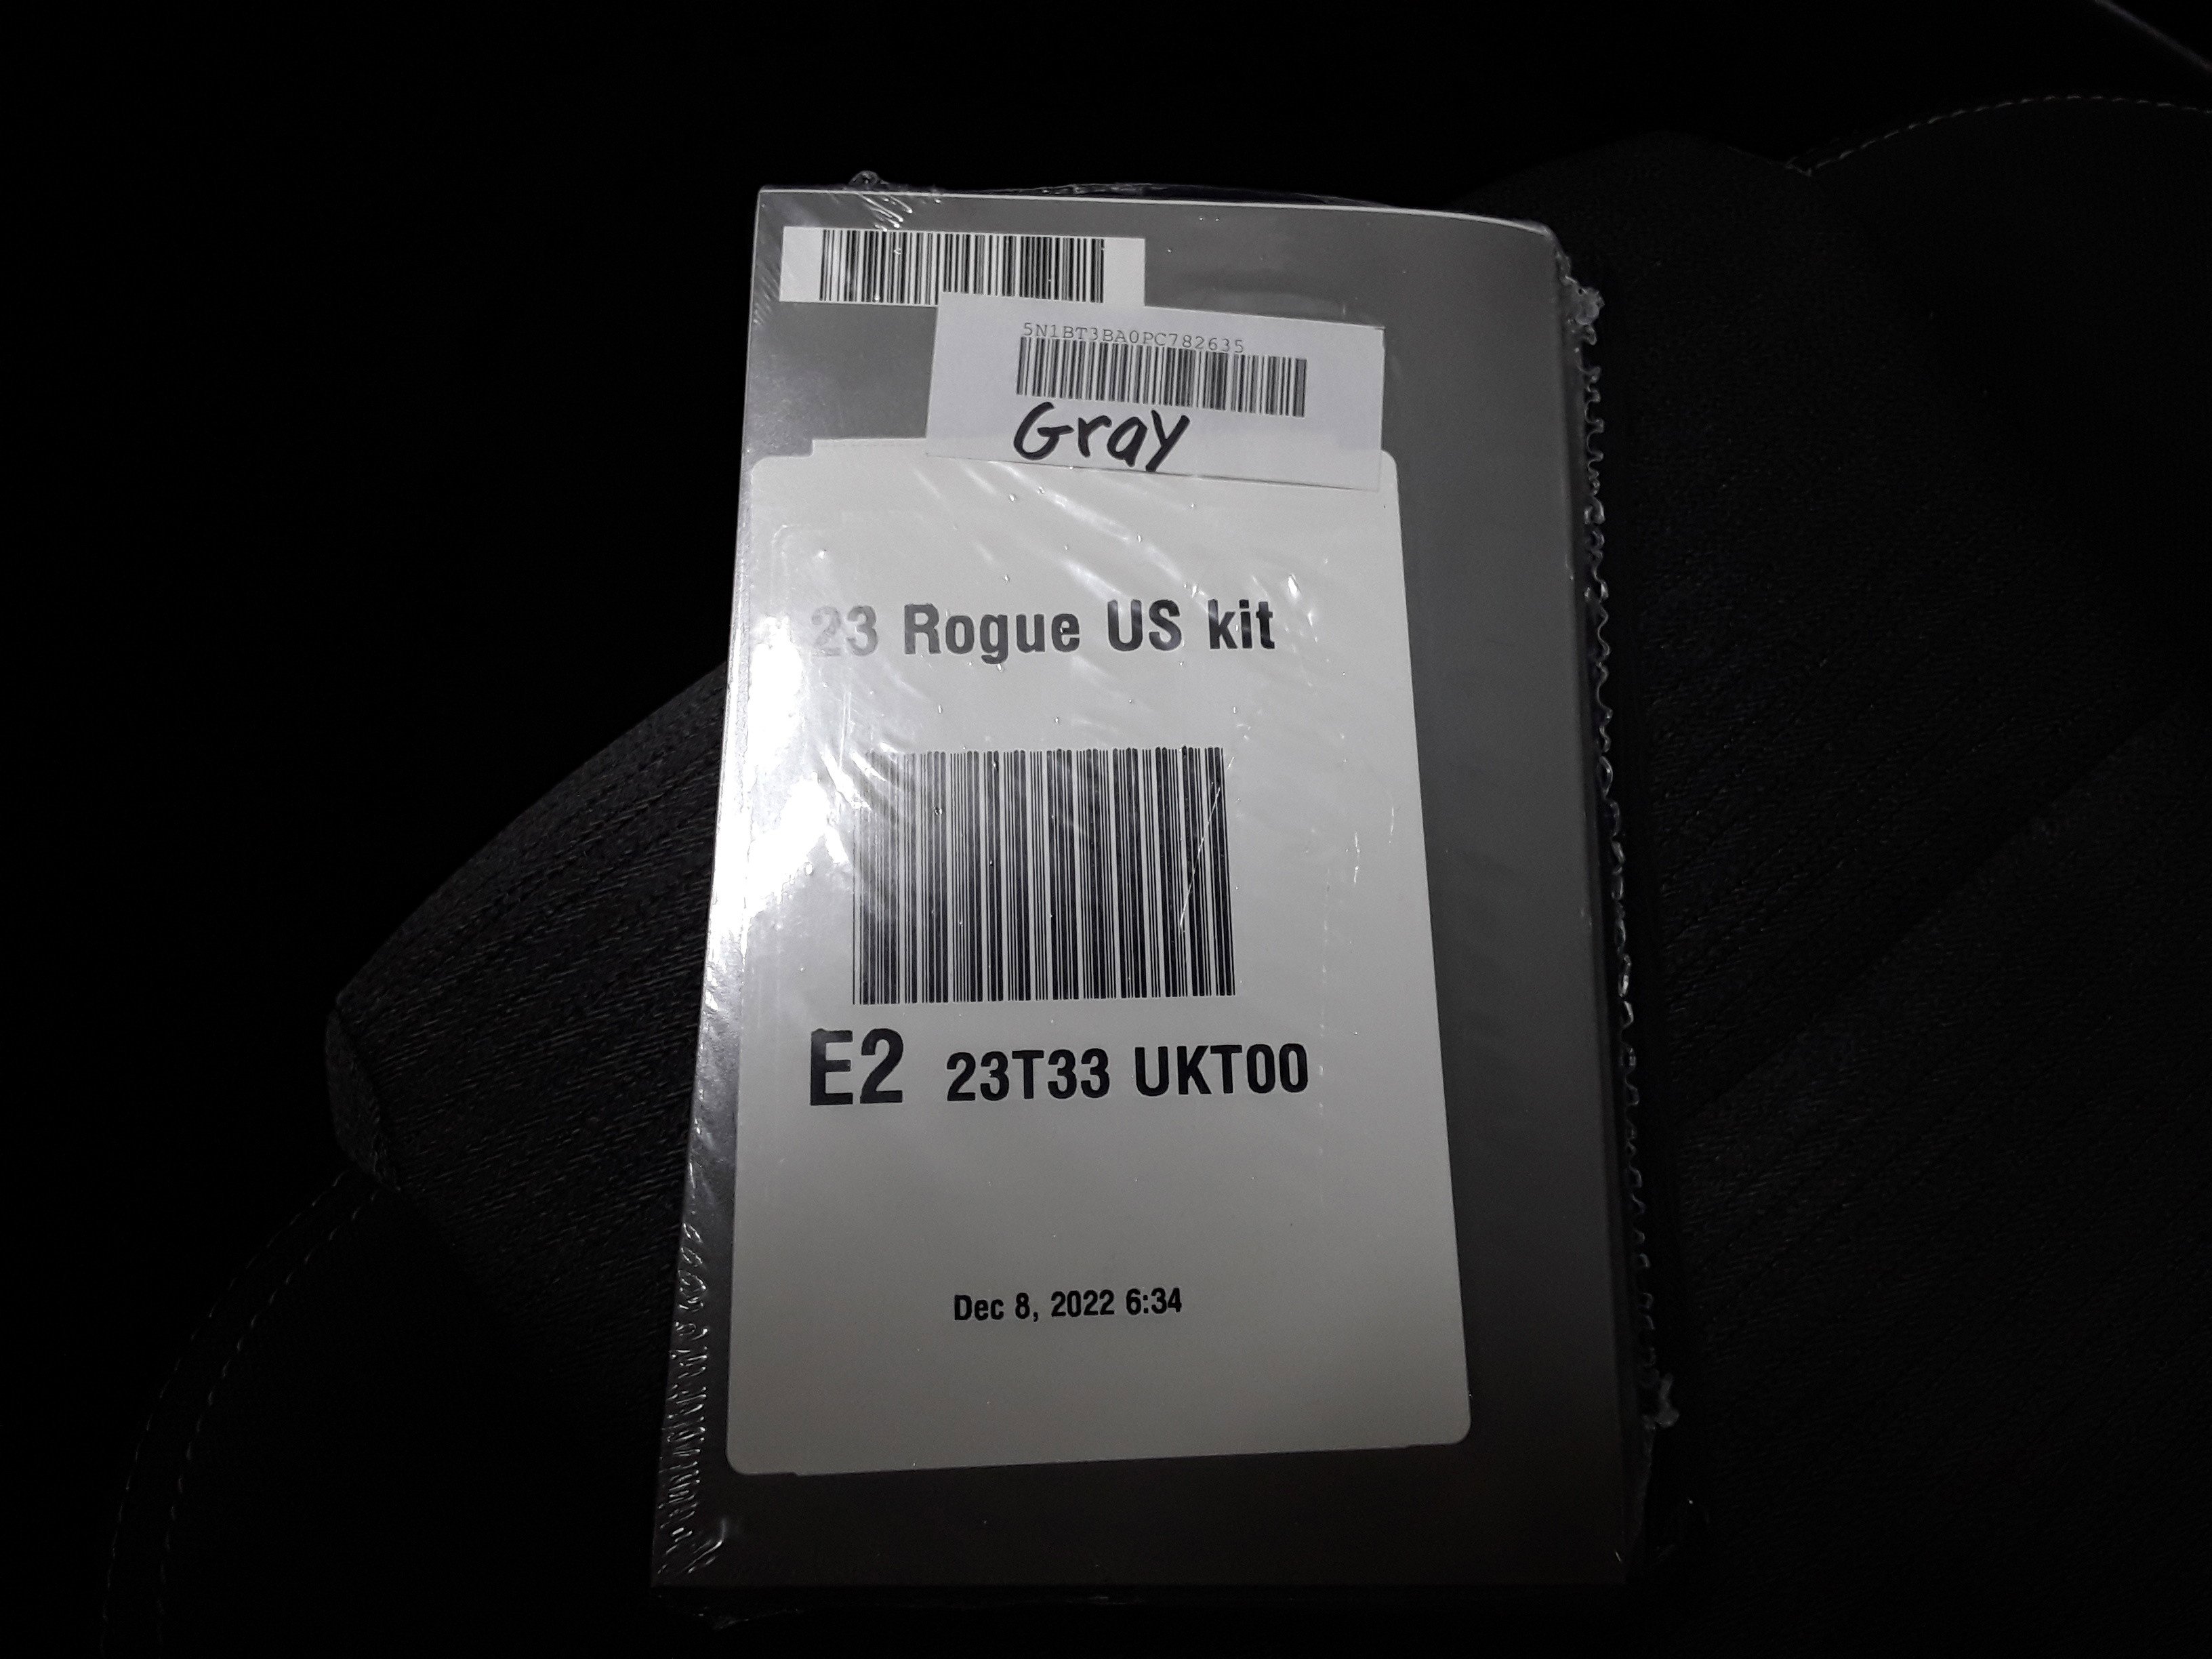 5N1BT3BA0PC782635
Gray
23 Rogue US kit
E2 23T33 UKT00
Dec 8, 2022 6:34